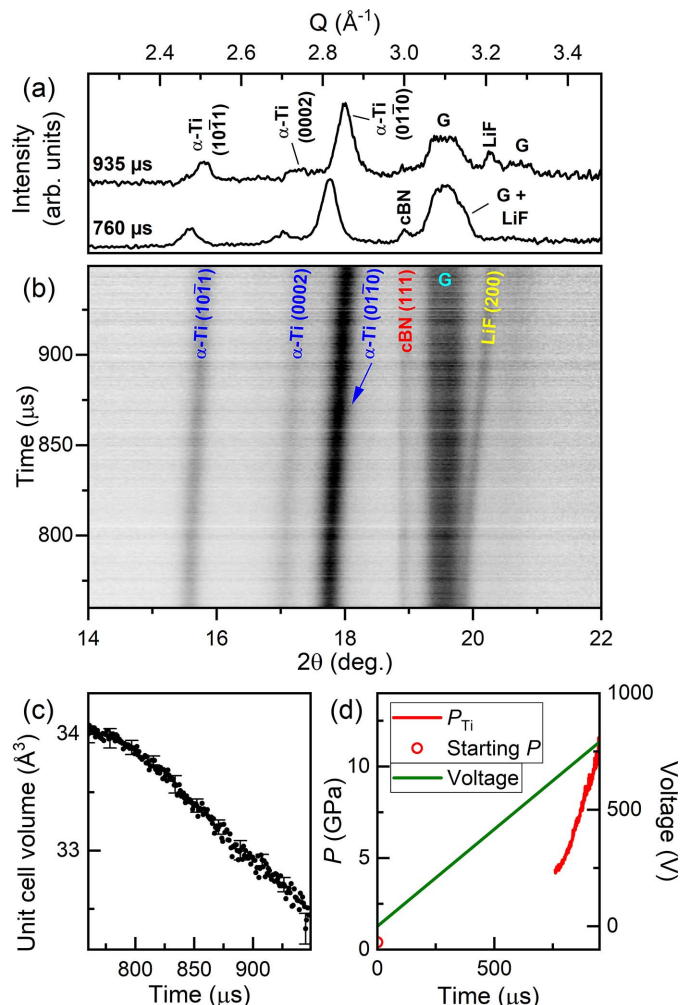 Q (Å⁻¹)
2.4 2.6 2.8 3.0 3.2 3.4
(a)
Intensity
(arb. units)
α-Ti
(101̄1)
α-Ti
(0002)
α-Ti
(011̄0)
G
LiF
G
935 µs
cBN
G +
LiF
760 µs
(b)
α-Ti (101̄1)
α-Ti (0002)
α-Ti (011̄0)
cBN (111)
G
LiF (200)
Time (µs)
900
850
800
14 16 18 20 22
2θ (deg.)
(c)
Unit cell volume (Å³)
34
33
800 850 900
Time (µs)
(d)
P_Ti
Starting P
Voltage
P (GPa)
10
5
0
1000
500
0
Voltage (V)
0 500
Time (µs)